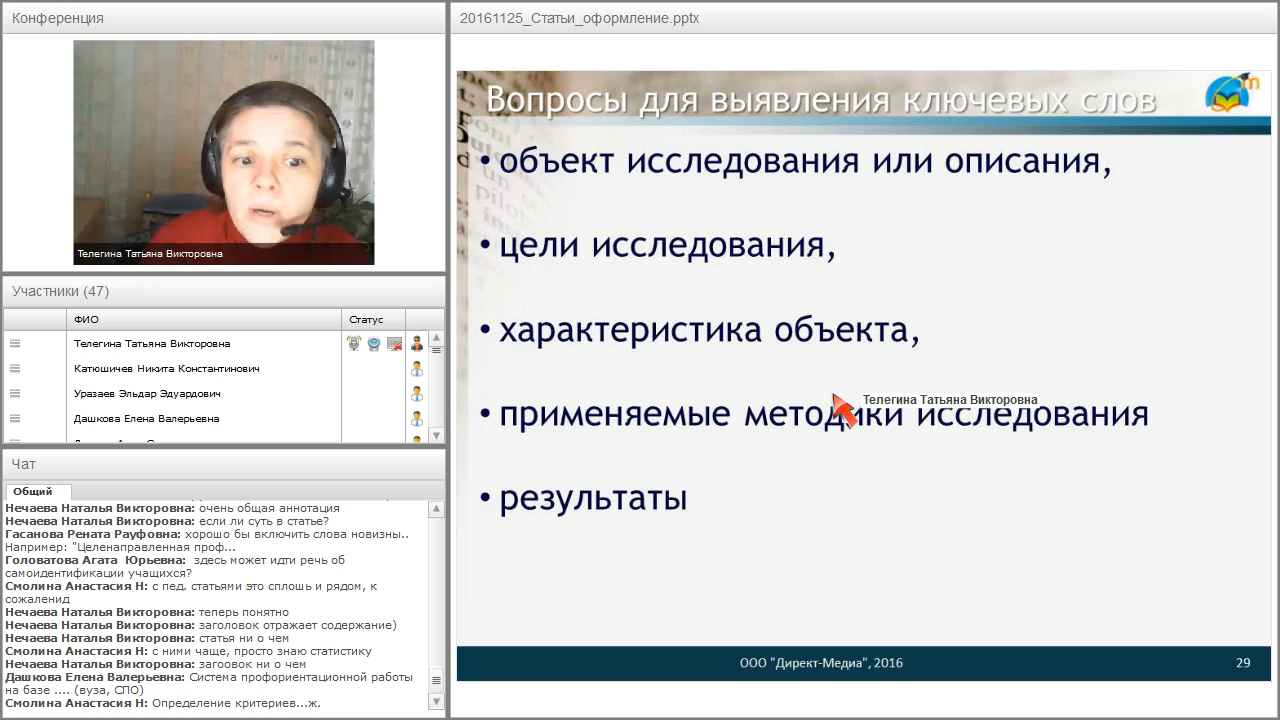 Конференция
Телегина Татьяна Викторовна
Участники (47)
ФИО
Статус
Телегина Татьяна Викторовна
Катюшичев Никита Константинович
Уразаев Эльдар Эдуардович
Дашкова Елена Валерьевна
Чат
Общий
Нечаева Наталья Викторовна: очень общая аннотация
Нечаева Наталья Викторовна: если ли суть в статье?
Гасанова Рената Рауфовна: хорошо бы включить слова новизны..
Например: "Целенаправленная проф...
Головатова Агата Юрьевна: здесь может идти речь об
самоидентификации учащихся?
Смолина Анастасия Н: с пед. статьями это сплошь и рядом, к
сожаленид
Нечаева Наталья Викторовна: теперь понятно
Нечаева Наталья Викторовна: заголовок отражает содержание)
Нечаева Наталья Викторовна: статья ни о чем
Смолина Анастасия Н: с ними чаще, просто знаю статистику
Нечаева Наталья Викторовна: загоовок ни о чем
Дашкова Елена Валерьевна: Система профориентационной работы
на базе .... (вуза, СПО)
Смолина Анастасия Н: Определение критериев...ж.
20161125_Статьи_оформление.pptx
Вопросы для выявления ключевых слов
• объект исследования или описания,
• цели исследования,
• характеристика объекта,
Телегина Татьяна Викторовна
• применяемые методики исследования
• результаты
ООО "Директ-Медиа", 2016
29